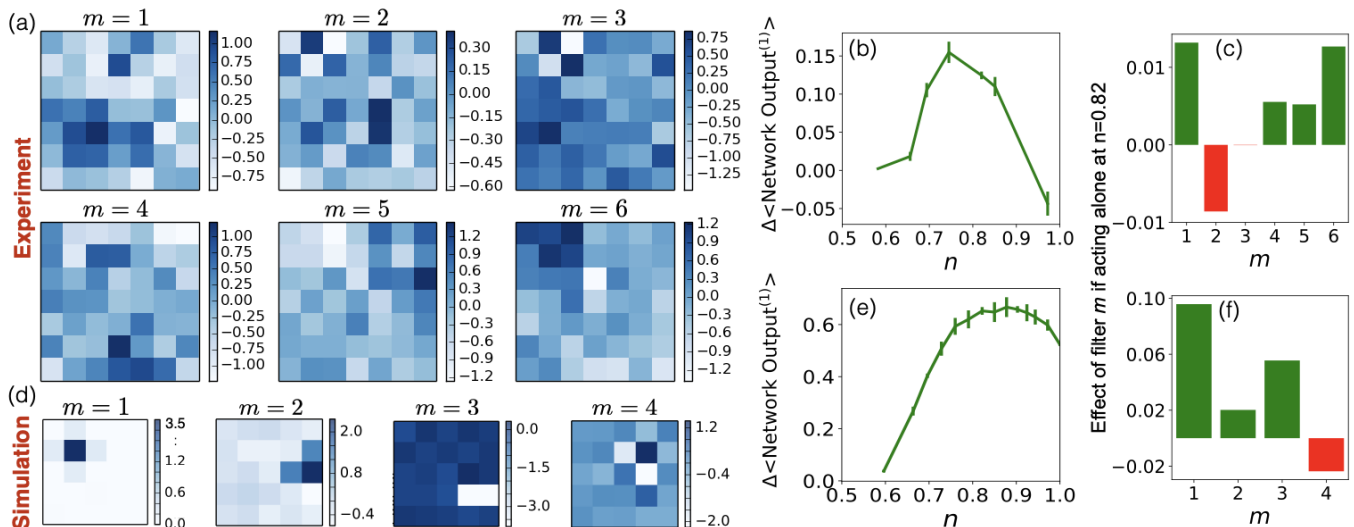 (a)
m = 1
m = 2
m = 3
Experiment
1.00
0.75
0.50
0.25
0.00
−0.25
−0.50
−0.75
0.30
0.15
0.00
−0.15
−0.30
−0.45
−0.60
0.75
0.50
0.25
0.00
−0.25
−0.50
−0.75
−1.00
−1.25
m = 4
m = 5
m = 6
1.00
0.75
0.50
0.25
0.00
−0.25
−0.50
−0.75
−1.00
1.2
0.9
0.6
0.3
0.0
−0.3
−0.6
−0.9
−1.2
1.2
0.9
0.6
0.3
0.0
−0.3
−0.6
−0.9
−1.2
(d)
Simulation
m = 1
m = 2
m = 3
m = 4
3.5
:
1.2
0.6
0.0
2.0
0.8
−0.4
0.0
−1.5
−3.0
1.2
−0.4
−2.0
(b)
Δ<Network Output(1)>
0.15
0.10
0.05
0.00
−0.05
0.5 0.6 0.7 0.8 0.9 1.0
n
(e)
Δ<Network Output(1)>
0.6
0.4
0.2
0.0
0.5 0.6 0.7 0.8 0.9 1.0
n
Effect of filter m if acting alone at n=0.82
(c)
0.01
0.00
−0.01
1 2 3 4 5 6
m
(f)
0.10
0.06
0.02
−0.02
1 2 3 4
m